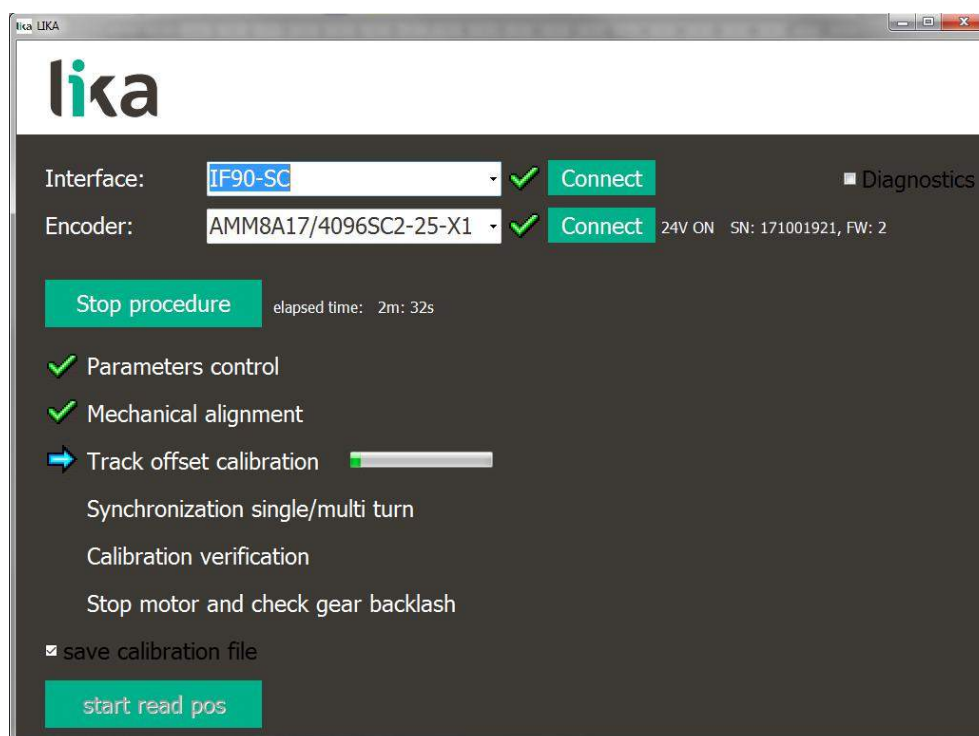 lika LIKA
lika
Interface: IF90-SC Connect Diagnostics
Encoder: AMM8A17/4096SC2-25-X1 Connect 24V ON SN: 171001921, FW: 2
Stop procedure elapsed time: 2m: 32s
Parameters control
Mechanical alignment
Track offset calibration
Synchronization single/multi turn
Calibration verification
Stop motor and check gear backlash
save calibration file
start read pos